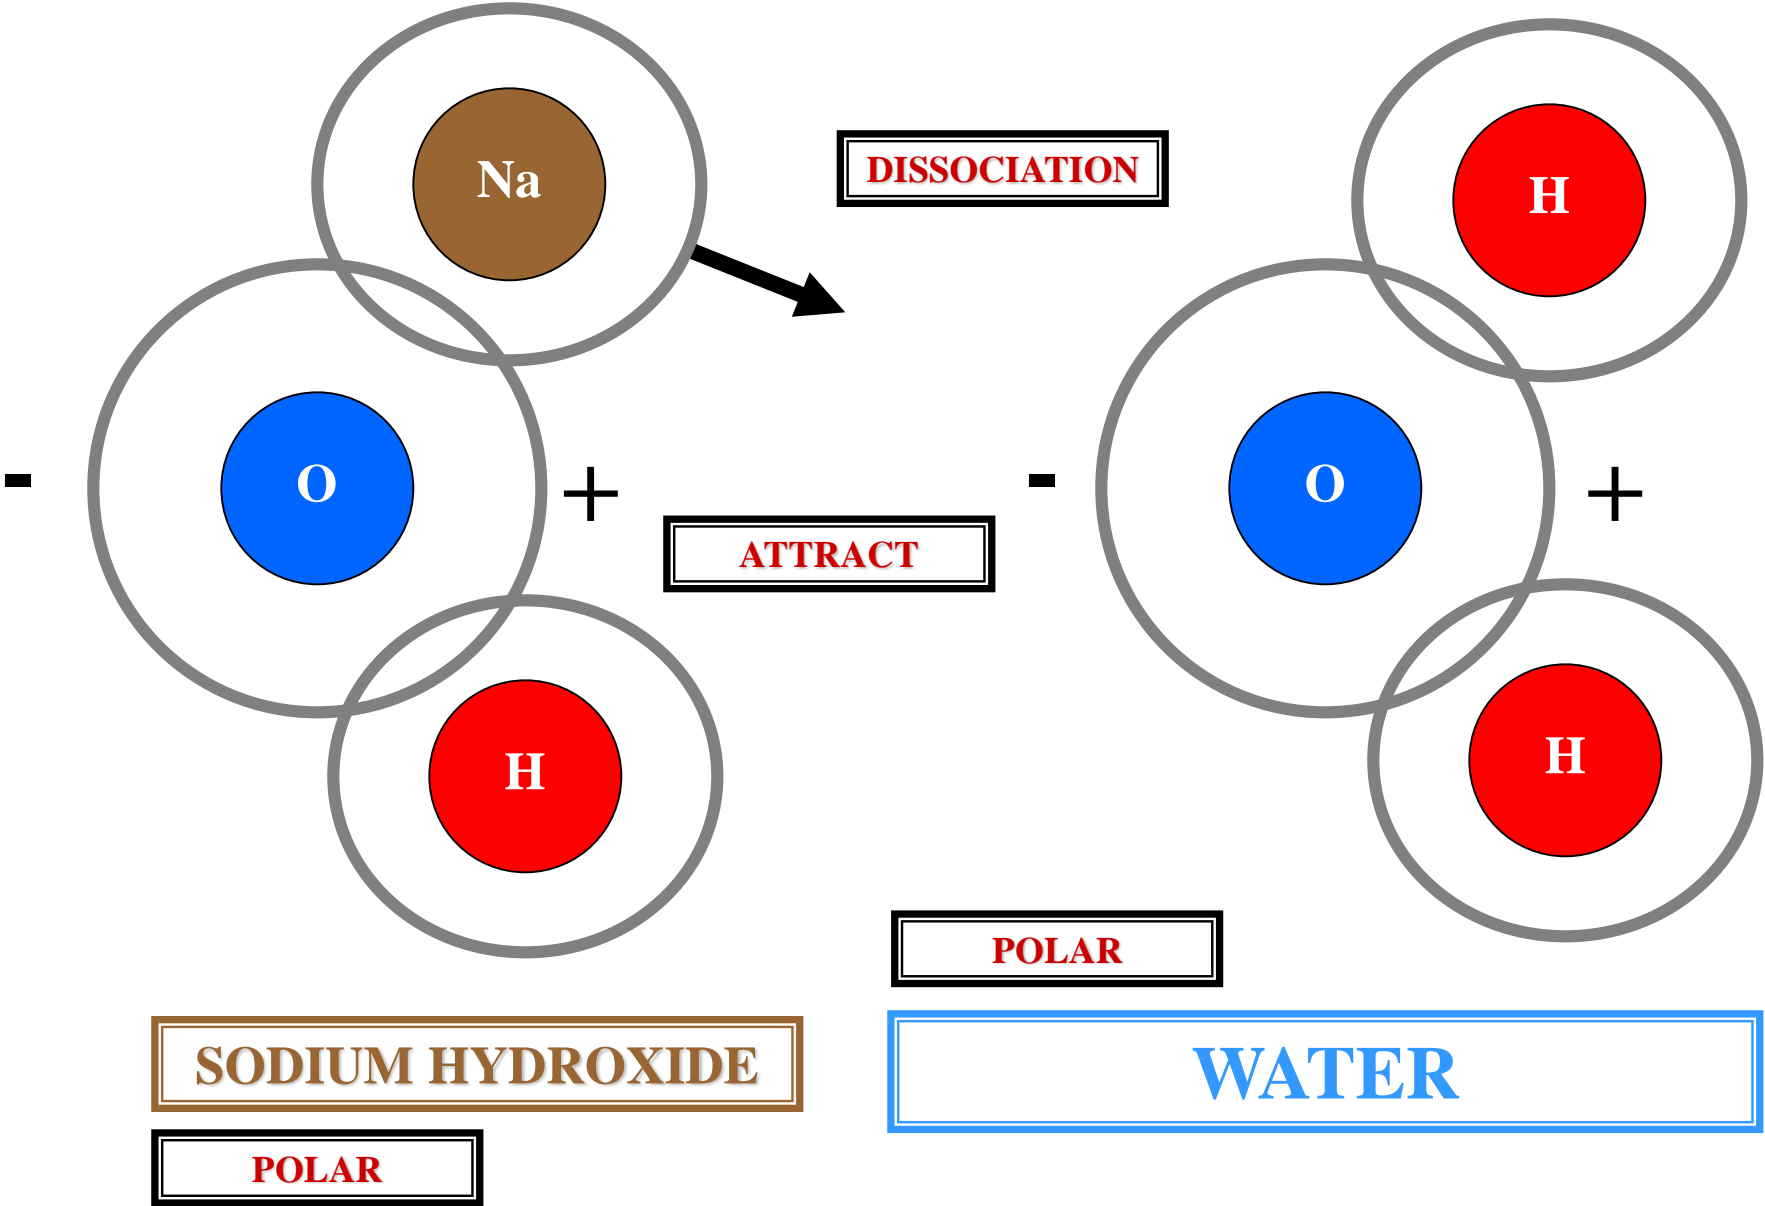 Na
DISSOCIATION
H
- O + - O +
ATTRACT
H
H
POLAR
SODIUM HYDROXIDE
WATER
POLAR